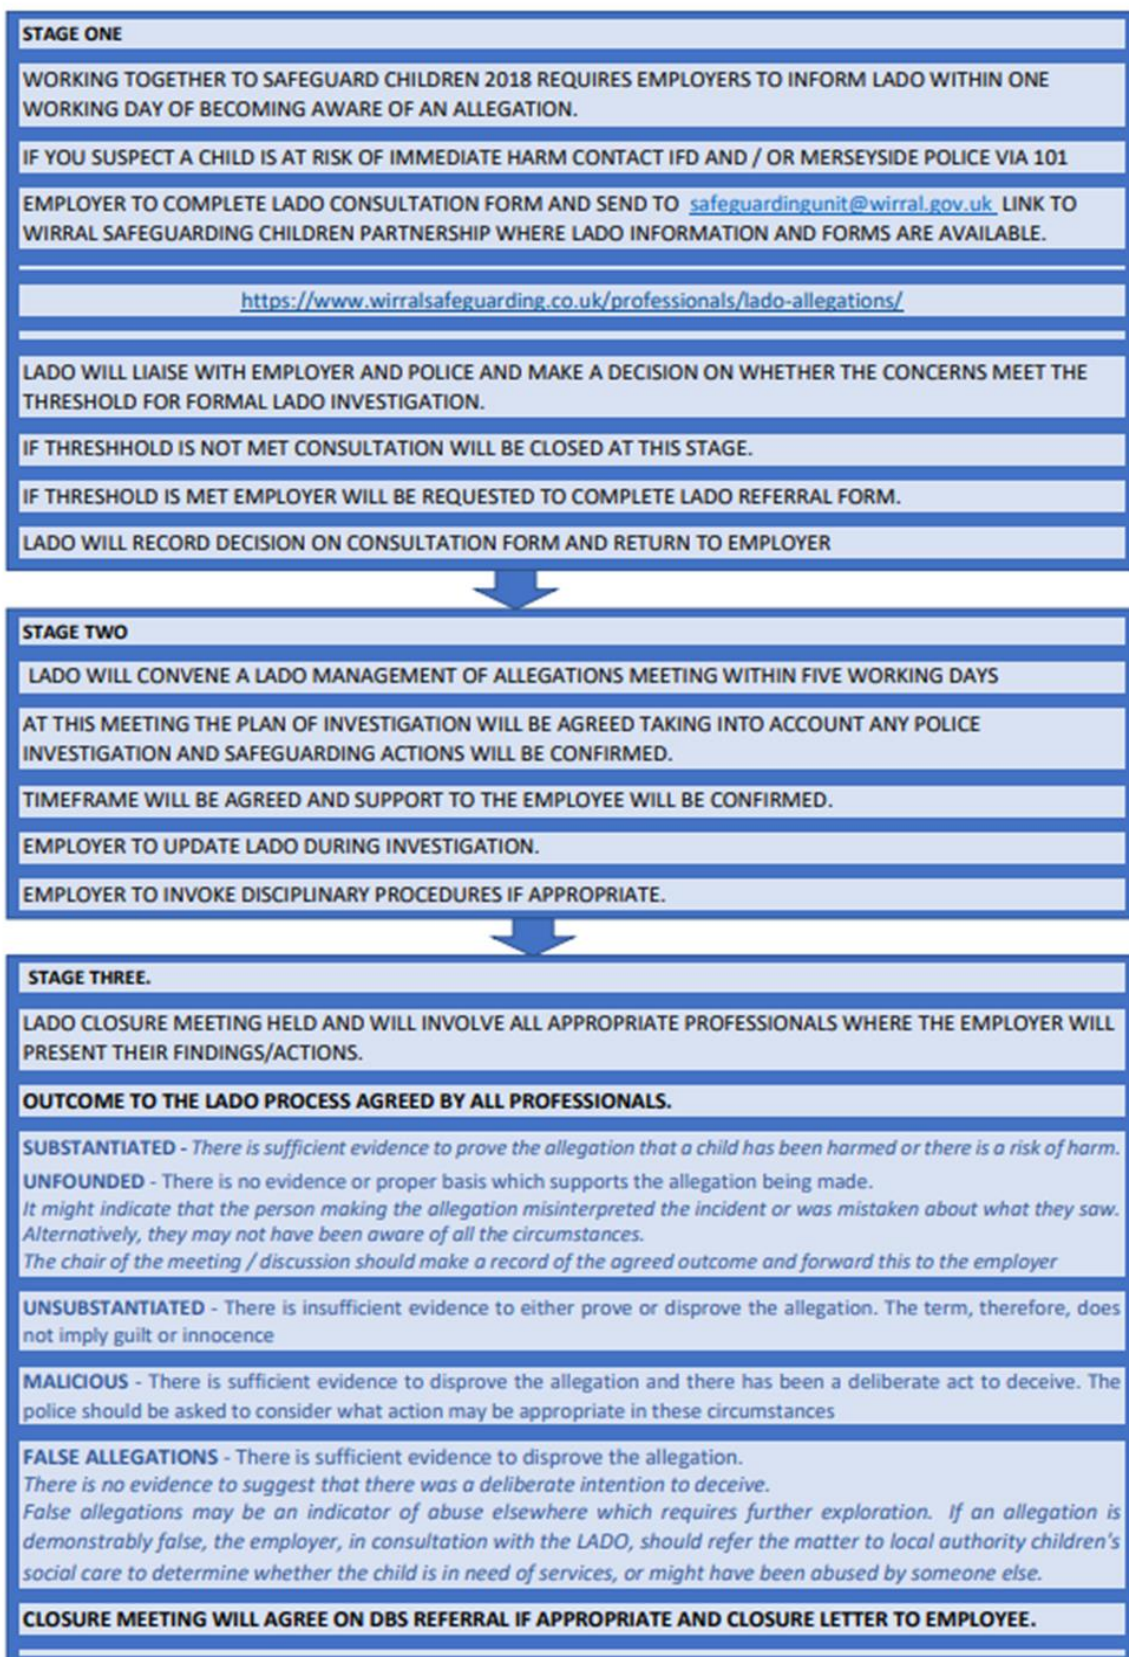 STAGE ONE
WORKING TOGETHER TO SAFEGUARD CHILDREN 2018 REQUIRES EMPLOYERS TO INFORM LADO WITHIN ONE
WORKING DAY OF BECOMING AWARE OF AN ALLEGATION.
IF YOU SUSPECT A CHILD IS AT RISK OF IMMEDIATE HARM CONTACT IFD AND / OR MERSEYSIDE POLICE VIA 101
EMPLOYER TO COMPLETE LADO CONSULTATION FORM AND SEND TO safeguardingunit@wirral.gov.uk LINK TO
WIRRAL SAFEGUARDING CHILDREN PARTNERSHIP WHERE LADO INFORMATION AND FORMS ARE AVAILABLE.
https://www.wirralsafeguarding.co.uk/professionals/lado-allegations/
LADO WILL LIAISE WITH EMPLOYER AND POLICE AND MAKE A DECISION ON WHETHER THE CONCERNS MEET THE
THRESHOLD FOR FORMAL LADO INVESTIGATION.
IF THRESHHOLD IS NOT MET CONSULTATION WILL BE CLOSED AT THIS STAGE.
IF THRESHOLD IS MET EMPLOYER WILL BE REQUESTED TO COMPLETE LADO REFERRAL FORM.
LADO WILL RECORD DECISION ON CONSULTATION FORM AND RETURN TO EMPLOYER
STAGE TWO
LADO WILL CONVENE A LADO MANAGEMENT OF ALLEGATIONS MEETING WITHIN FIVE WORKING DAYS
AT THIS MEETING THE PLAN OF INVESTIGATION WILL BE AGREED TAKING INTO ACCOUNT ANY POLICE
INVESTIGATION AND SAFEGUARDING ACTIONS WILL BE CONFIRMED.
TIMEFRAME WILL BE AGREED AND SUPPORT TO THE EMPLOYEE WILL BE CONFIRMED.
EMPLOYER TO UPDATE LADO DURING INVESTIGATION.
EMPLOYER TO INVOKE DISCIPLINARY PROCEDURES IF APPROPRIATE.
STAGE THREE.
LADO CLOSURE MEETING HELD AND WILL INVOLVE ALL APPROPRIATE PROFESSIONALS WHERE THE EMPLOYER WILL
PRESENT THEIR FINDINGS/ACTIONS.
OUTCOME TO THE LADO PROCESS AGREED BY ALL PROFESSIONALS.
SUBSTANTIATED - There is sufficient evidence to prove the allegation that a child has been harmed or there is a risk of harm.
UNFOUNDED - There is no evidence or proper basis which supports the allegation being made.
It might indicate that the person making the allegation misinterpreted the incident or was mistaken about what they saw.
Alternatively, they may not have been aware of all the circumstances.
The chair of the meeting / discussion should make a record of the agreed outcome and forward this to the employer
UNSUBSTANTIATED - There is insufficient evidence to either prove or disprove the allegation. The term, therefore, does
not imply guilt or innocence
MALICIOUS - There is sufficient evidence to disprove the allegation and there has been a deliberate act to deceive. The
police should be asked to consider what action may be appropriate in these circumstances
FALSE ALLEGATIONS - There is sufficient evidence to disprove the allegation.
There is no evidence to suggest that there was a deliberate intention to deceive.
False allegations may be an indicator of abuse elsewhere which requires further exploration. If an allegation is
demonstrably false, the employer, in consultation with the LADO, should refer the matter to local authority children's
social care to determine whether the child is in need of services, or might have been abused by someone else.
CLOSURE MEETING WILL AGREE ON DBS REFERRAL IF APPROPRIATE AND CLOSURE LETTER TO EMPLOYEE.